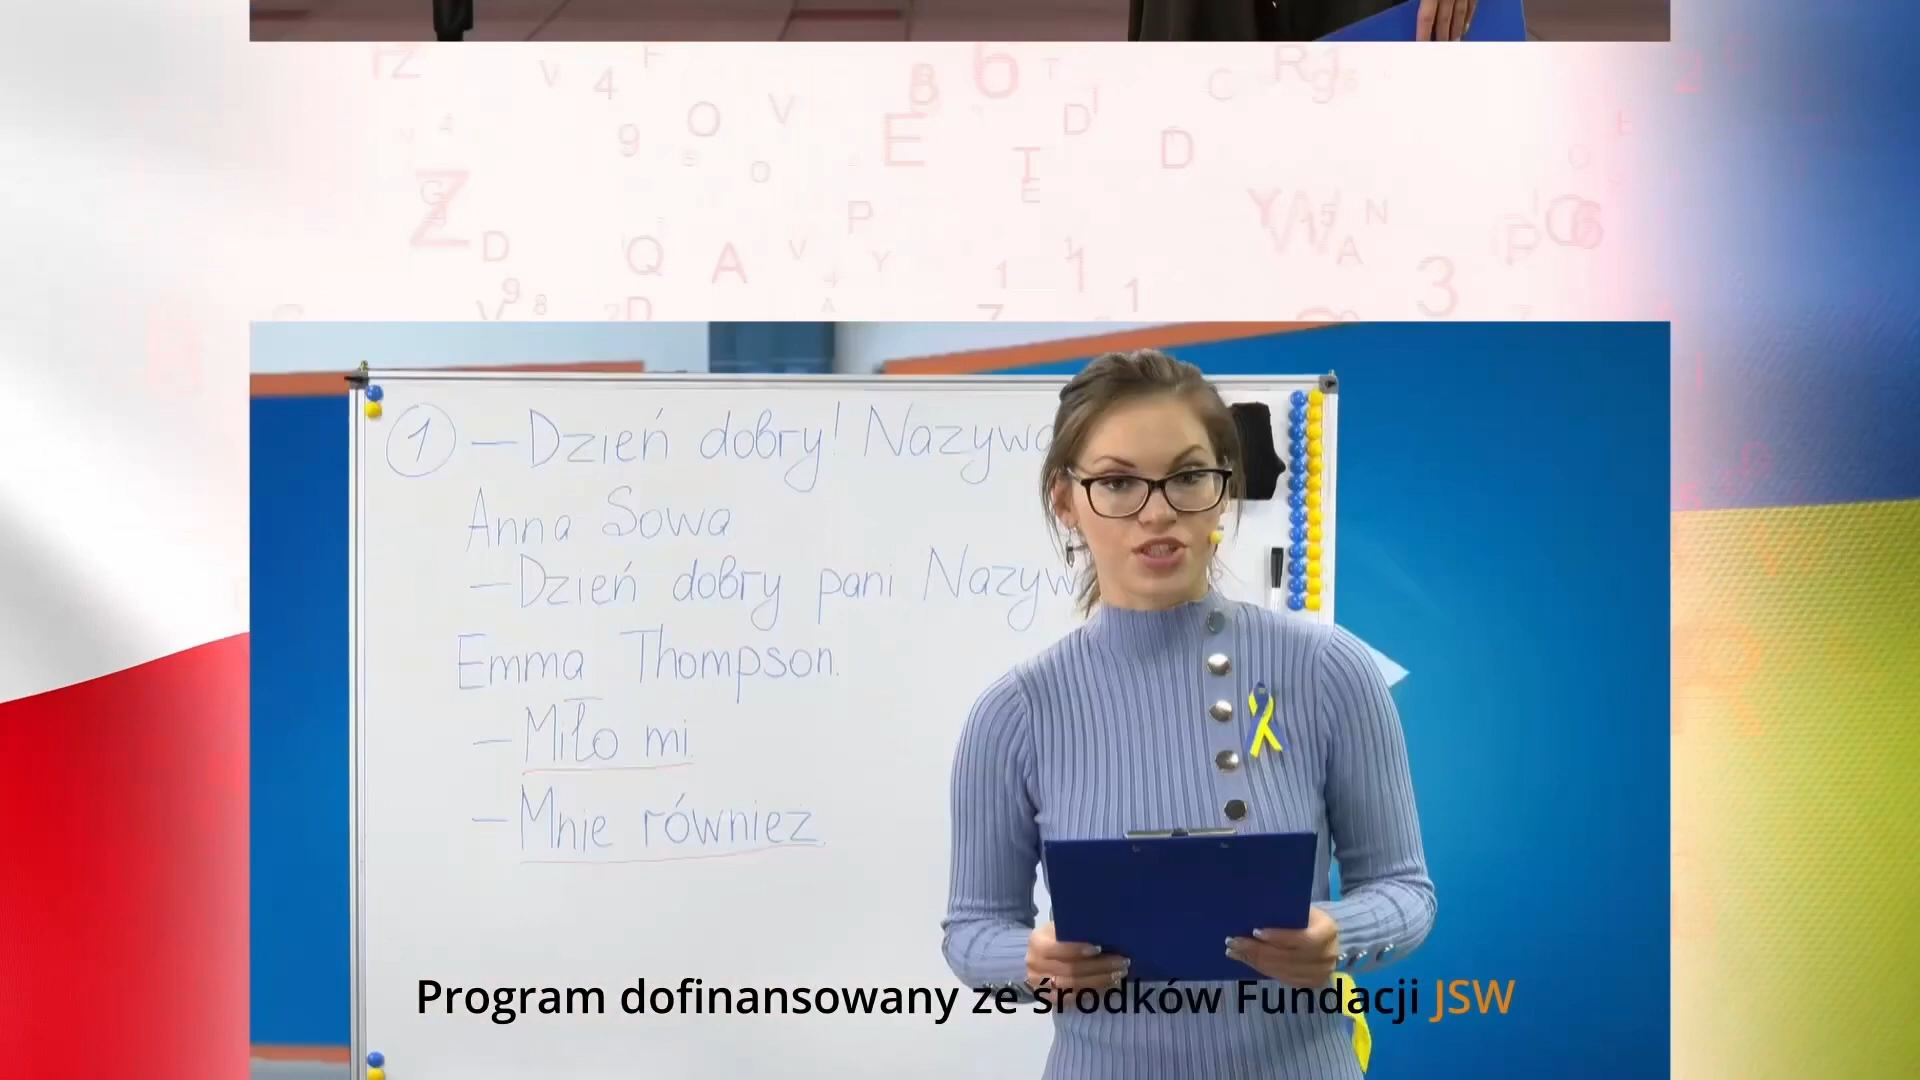 ① – Dzień dobry! Nazywa
Anna Sowa
– Dzień dobry pani Nazyw
Emma Thompson.
– Miło mi
– Mnie również.
Program dofinansowany ze środków Fundacji JSW